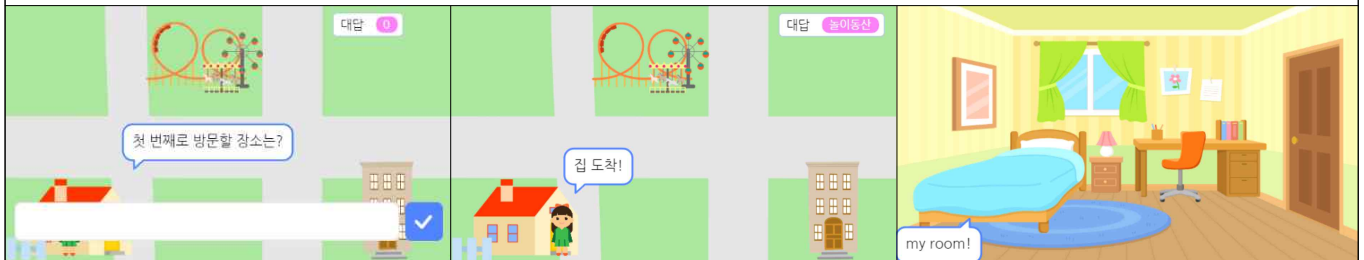 대답 0
첫 번째로 방문할 장소는?
대답 놀이동산
집 도착!
my room!